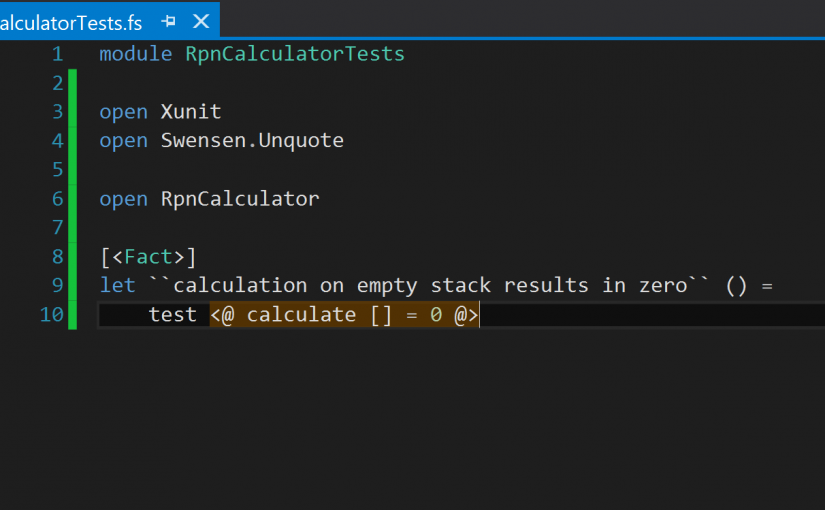 alculatorTests.fs
1 module RpnCalculatorTests
2
3 open Xunit
4 open Swensen.Unquote
5
6 open RpnCalculator
7
8 [<Fact>]
9 let ``calculation on empty stack results in zero`` () =
10 test <@ calculate [] = 0 @>